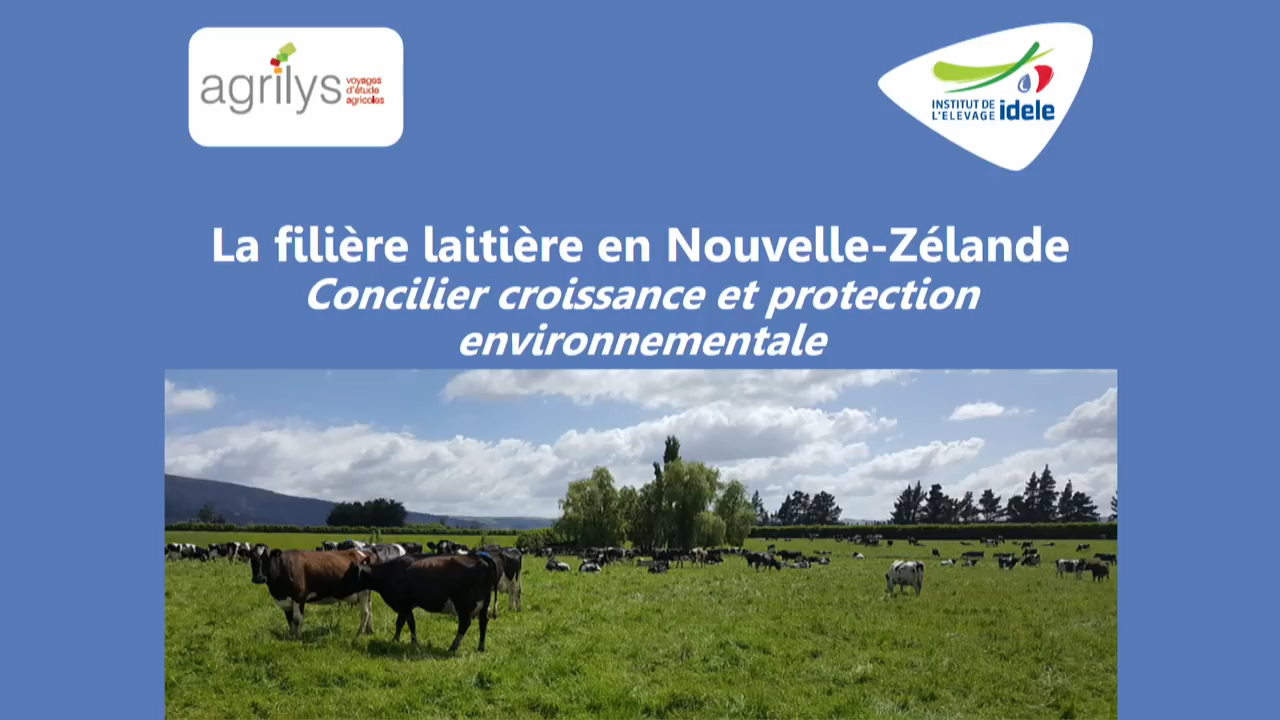 agrilys
voyages
d'étude
agricoles
INSTITUT DE
L'ELEVAGE idele
La filière laitière en Nouvelle-Zélande
Concilier croissance et protection
environnementale